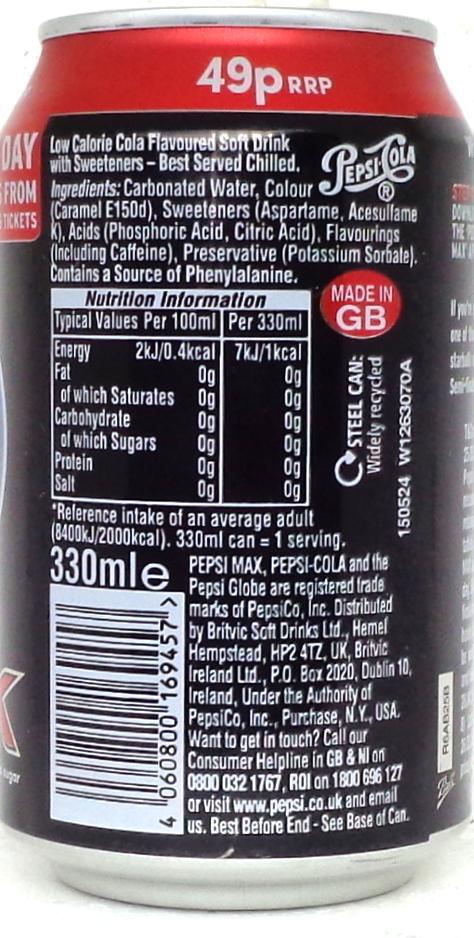 49p RRP
DAY
FROM
TICKETS
Low Calorie Cola Flavoured Soft Drink
with Sweeteners – Best Served Chilled.
PEPSI-COLA
®
Ingredients: Carbonated Water, Colour
(Caramel E150d), Sweeteners (Aspartame, Acesulfame
K), Acids (Phosphoric Acid, Citric Acid), Flavourings
(Including Caffeine), Preservative (Potassium Sorbate).
Contains a Source of Phenylalanine.
Nutrition Information
Typical Values Per 100ml Per 330ml
Energy 2kJ/0.4kcal 7kJ/1kcal
Fat 0g 0g
of which Saturates 0g 0g
Carbohydrate 0g 0g
of which Sugars 0g 0g
Protein 0g 0g
Salt 0g 0g
MADE IN
GB
STEEL CAN:
Widely recycled
150524 W1263070A
*Reference intake of an average adult
(8400kJ/2000kcal). 330ml can = 1 serving.
330ml e
PEPSI MAX, PEPSI-COLA and the
Pepsi Globe are registered trade
marks of PepsiCo, Inc. Distributed
by Britvic Soft Drinks Ltd., Hemel
Hempstead, HP2 4TZ, UK, Britvic
Ireland Ltd., P.O. Box 2020, Dublin 10,
Ireland, Under the Authority of
PepsiCo, Inc., Purchase, N.Y., USA.
Want to get in touch? Call our
Consumer Helpline in GB & NI on
0800 032 1767, ROI on 1800 696 127
or visit www.pepsi.co.uk and email
us. Best Before End - See Base of Can.
4 060800 169457 >
R6AB25B
sugar